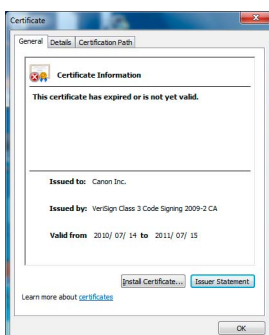 Certificate
General Details Certification Path
Certificate Information
This certificate has expired or is not yet valid.
Issued to: Canon Inc.
Issued by: VeriSign Class 3 Code Signing 2009-2 CA
Valid from 2010/ 07/ 14 to 2011/ 07/ 15
Install Certificate... Issuer Statement
Learn more about certificates
OK